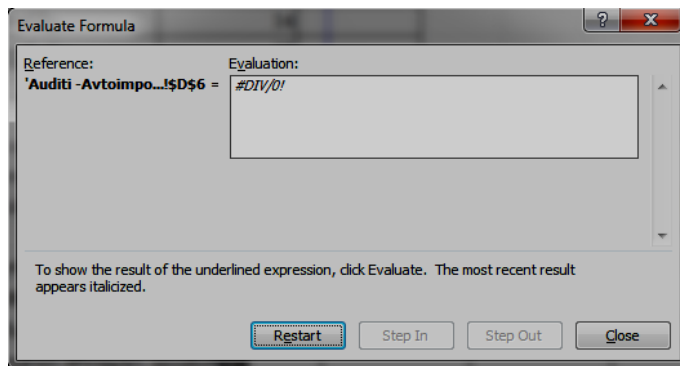 Evaluate Formula
Reference:
Evaluation:
'Auditi -Avtoimpo...!$D$6 =
#DIV/0!
To show the result of the underlined expression, click Evaluate.  The most recent result
appears italicized.
Restart
Step In
Step Out
Close